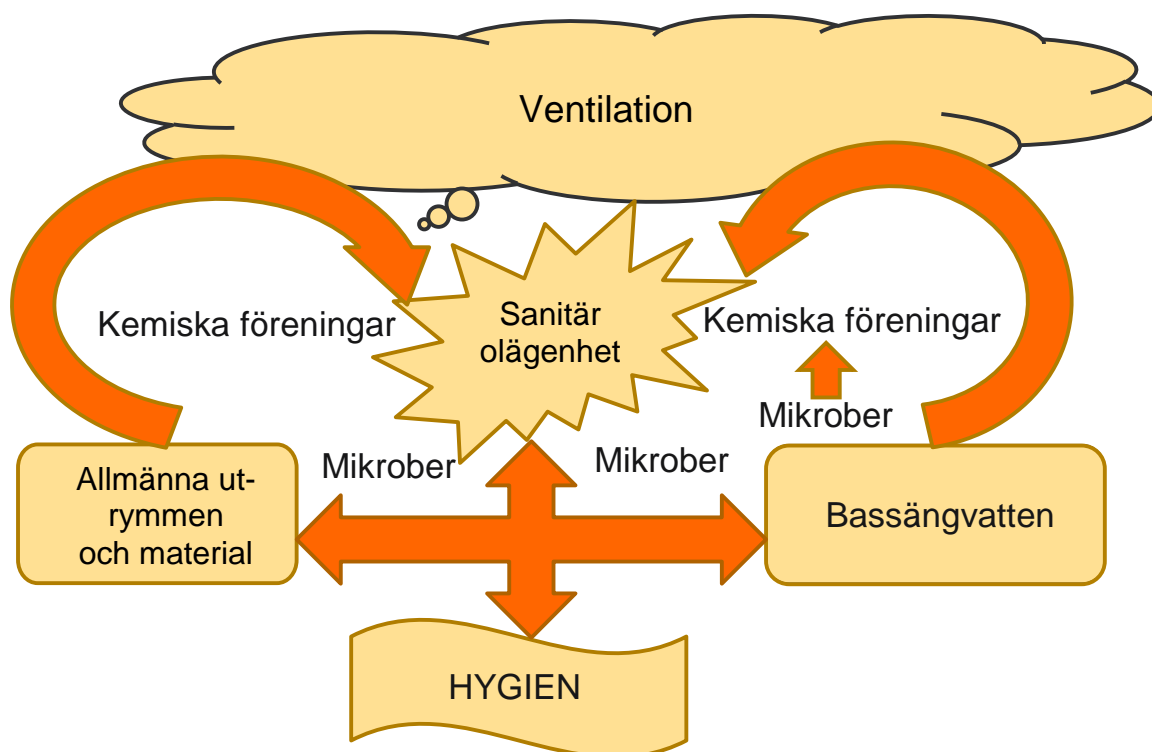 Ventilation
Kemiska föreningar
Sanitär
olägenhet
Kemiska föreningar
Mikrober
Mikrober
Mikrober
Allmänna ut-
rymmen
och material
Bassängvatten
HYGIEN